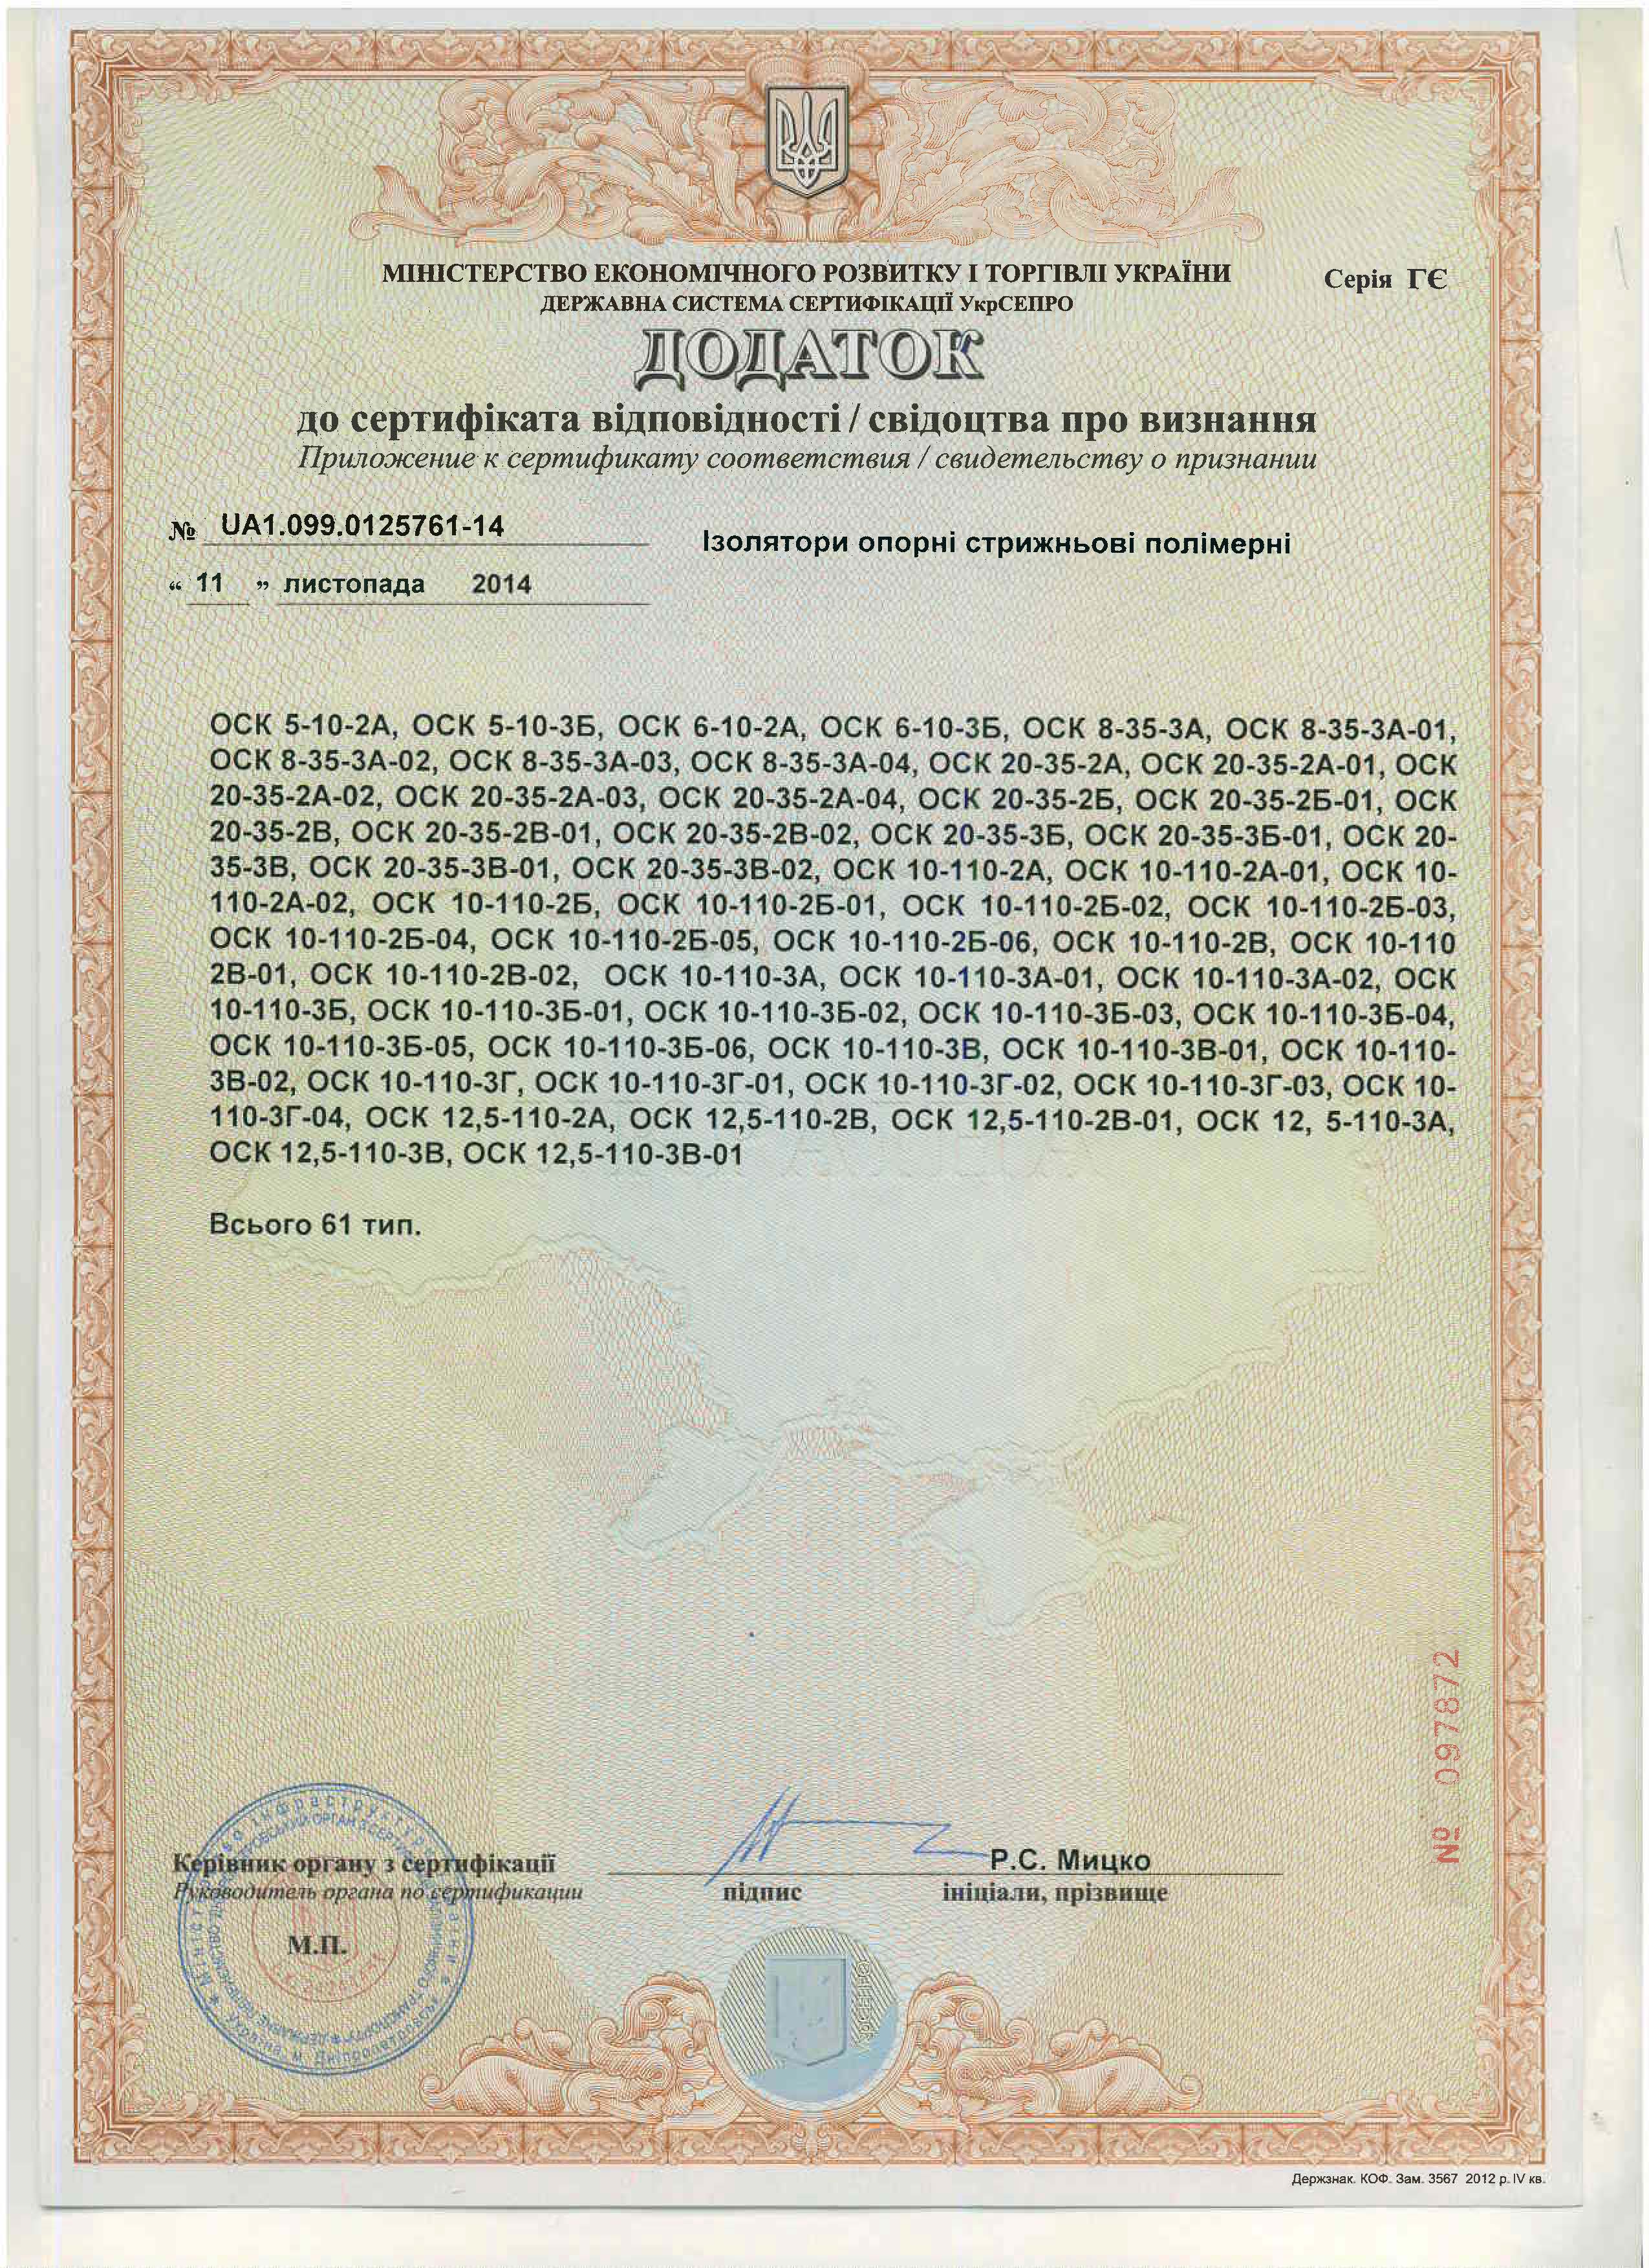 МІНІСТЕРСТВО ЕКОНОМІЧНОГО РОЗВИТКУ І ТОРГІВЛІ УКРАЇНИ
Серія ГЄ
ДЕРЖАВНА СИСТЕМА СЕРТИФІКАЦІЇ УкрСЕПРО
ДОДАТОК
до сертифіката відповідності / свідоцтва про визнання
Приложение к сертификату соответствия / свидетельству о признании
№ UA1.099.0125761-14
Ізолятори опорні стрижньові полімерні
“ 11 ” листопада 2014
ОСК 5-10-2А, ОСК 5-10-3Б, ОСК 6-10-2А, ОСК 6-10-3Б, ОСК 8-35-3А, ОСК 8-35-3А-01,
ОСК 8-35-3А-02, ОСК 8-35-3А-03, ОСК 8-35-3А-04, ОСК 20-35-2А, ОСК 20-35-2А-01, ОСК
20-35-2А-02, ОСК 20-35-2А-03, ОСК 20-35-2А-04, ОСК 20-35-2Б, ОСК 20-35-2Б-01, ОСК
20-35-2В, ОСК 20-35-2В-01, ОСК 20-35-2В-02, ОСК 20-35-3Б, ОСК 20-35-3Б-01, ОСК 20-
35-3В, ОСК 20-35-3В-01, ОСК 20-35-3В-02, ОСК 10-110-2А, ОСК 10-110-2А-01, ОСК 10-
110-2А-02, ОСК 10-110-2Б, ОСК 10-110-2Б-01, ОСК 10-110-2Б-02, ОСК 10-110-2Б-03,
ОСК 10-110-2Б-04, ОСК 10-110-2Б-05, ОСК 10-110-2Б-06, ОСК 10-110-2В, ОСК 10-110
2В-01, ОСК 10-110-2В-02, ОСК 10-110-3А, ОСК 10-110-3А-01, ОСК 10-110-3А-02, ОСК
10-110-3Б, ОСК 10-110-3Б-01, ОСК 10-110-3Б-02, ОСК 10-110-3Б-03, ОСК 10-110-3Б-04,
ОСК 10-110-3Б-05, ОСК 10-110-3Б-06, ОСК 10-110-3В, ОСК 10-110-3В-01, ОСК 10-110-
3В-02, ОСК 10-110-3Г, ОСК 10-110-3Г-01, ОСК 10-110-3Г-02, ОСК 10-110-3Г-03, ОСК 10-
110-3Г-04, ОСК 12,5-110-2А, ОСК 12,5-110-2В, ОСК 12,5-110-2В-01, ОСК 12, 5-110-3А,
ОСК 12,5-110-3В, ОСК 12,5-110-3В-01
Всього 61 тип.
№ 097872
Керівник органу з сертифікації
Р.С. Мицко
Руководитель органа по сертификации
підпис
ініціали, прізвище
М.П.
Держзнак. КОФ. Зам. 3567 2012 р. IV кв.